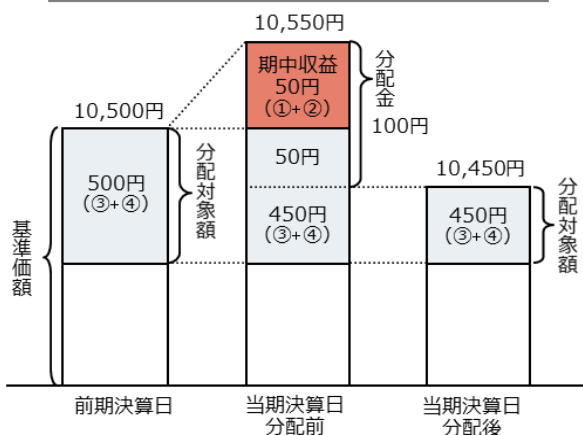 10,550円
期中収益
50円
(①+②)
分配金
100円
10,500円
50円
500円
(③+④)
分配対象額
10,450円
450円
(③+④)
450円
(③+④)
分配対象額
基準価額
前期決算日
当期決算日
分配前
当期決算日
分配後